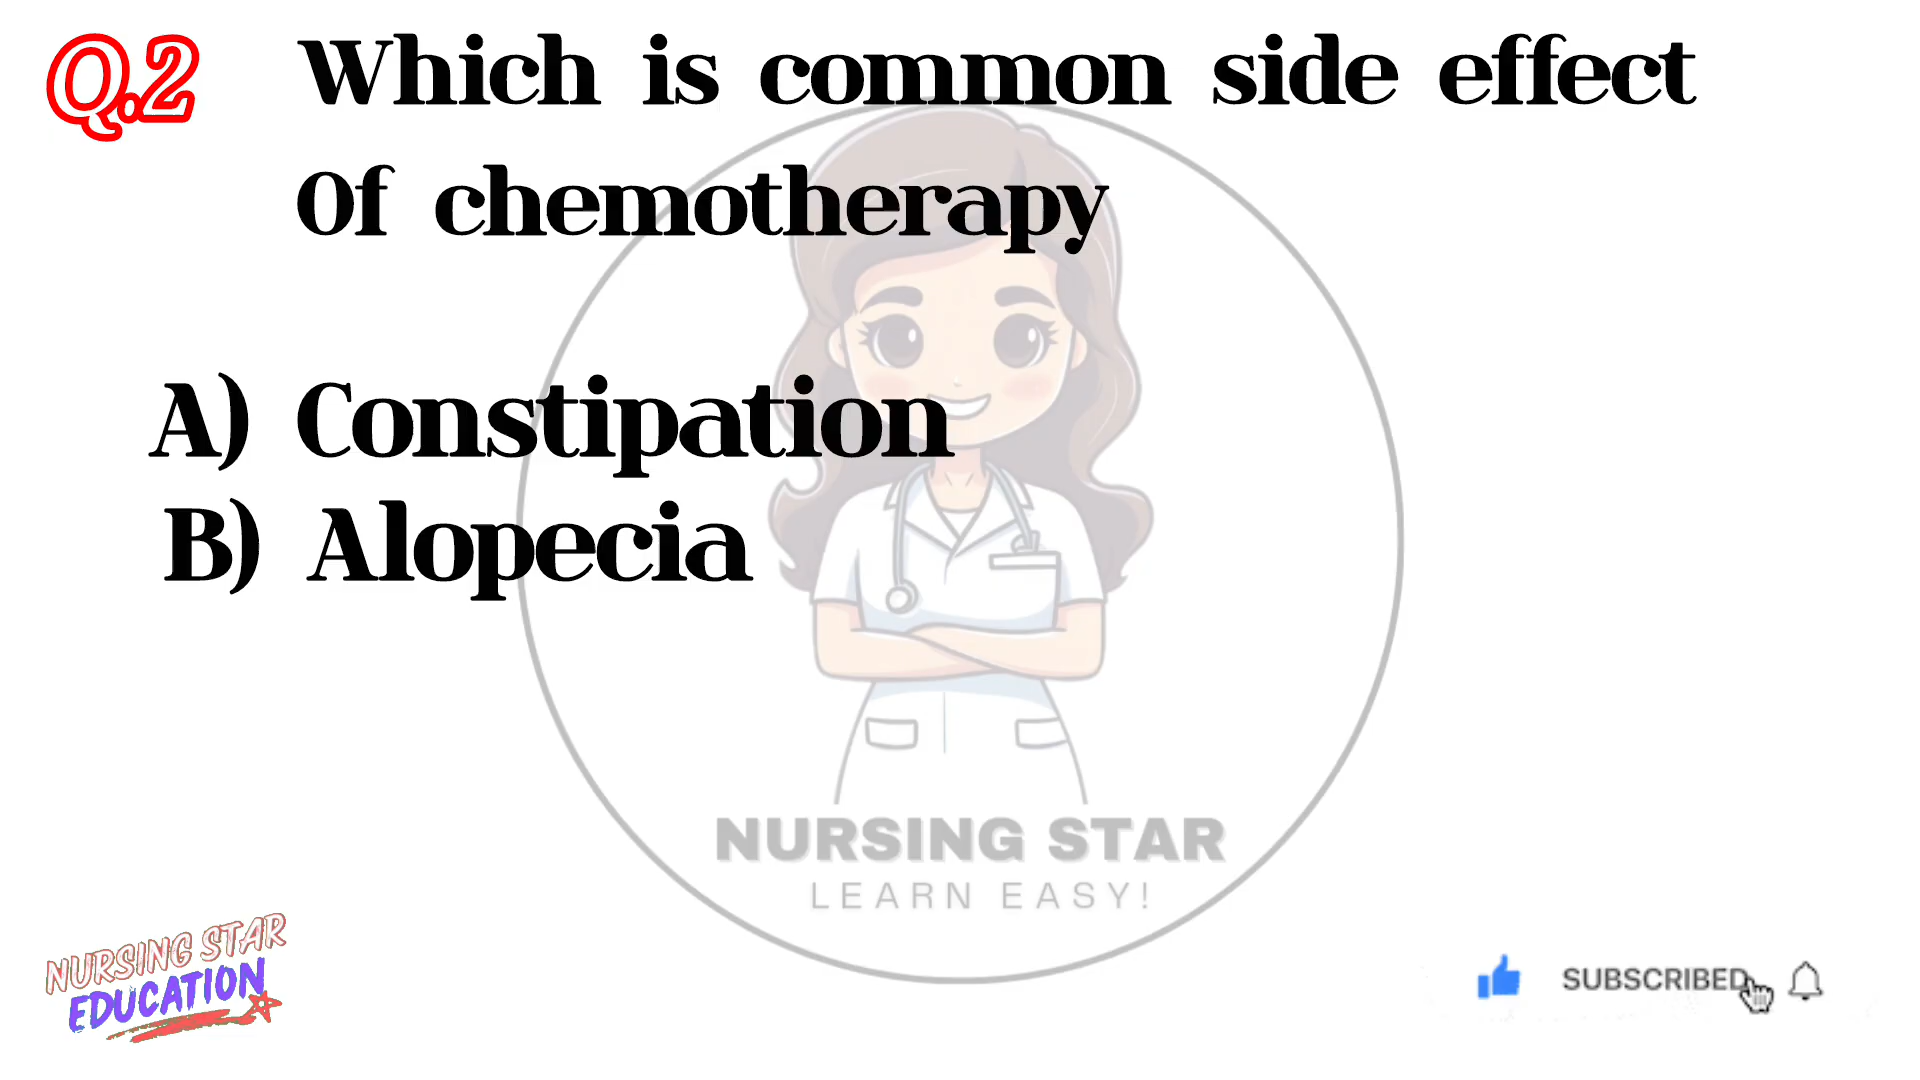 Q.2 Which is common side effect
Of chemotherapy
A) Constipation
B) Alopecia
NURSING STAR
LEARN EASY!
NURSING STAR
EDUCATION
SUBSCRIBED